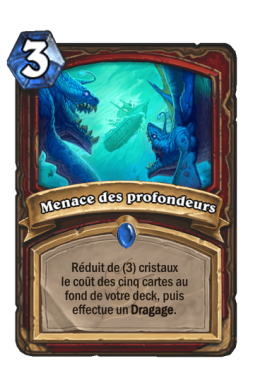 3
Menace des profondeurs
Réduit de (3) cristaux
le coût des cinq cartes au
fond de votre deck, puis
effectue un Dragage.